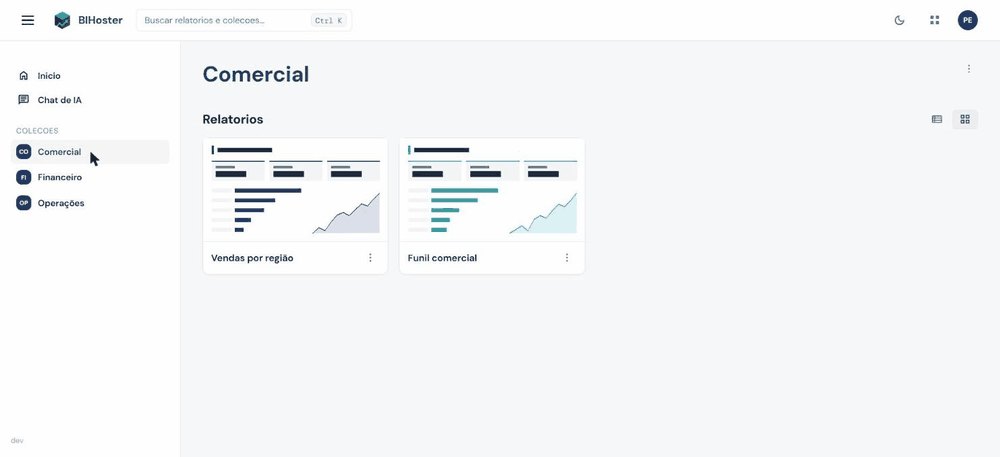 BIHoster
Buscar relatorios e colecoes...
Ctrl K
PE
Inicio
Chat de IA
COLECOES
CO Comercial
FI Financeiro
OP Operações
dev
Comercial
Relatorios
Vendas por região
Funil comercial